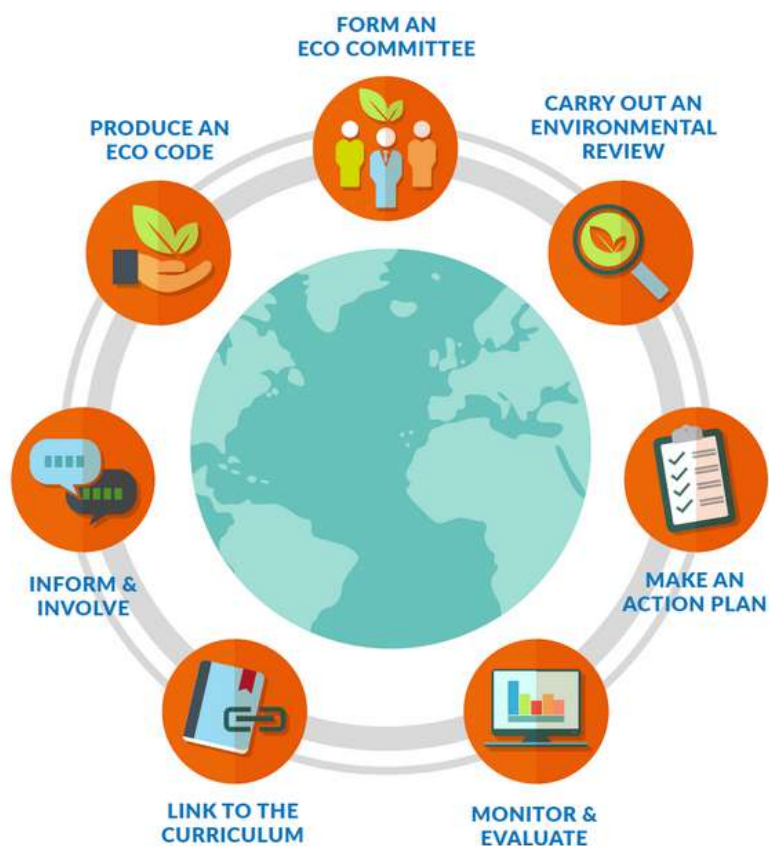 FORM AN
ECO COMMITTEE
CARRY OUT AN
ENVIRONMENTAL
REVIEW
MAKE AN
ACTION PLAN
MONITOR &
EVALUATE
LINK TO THE
CURRICULUM
INFORM &
INVOLVE
PRODUCE AN
ECO CODE